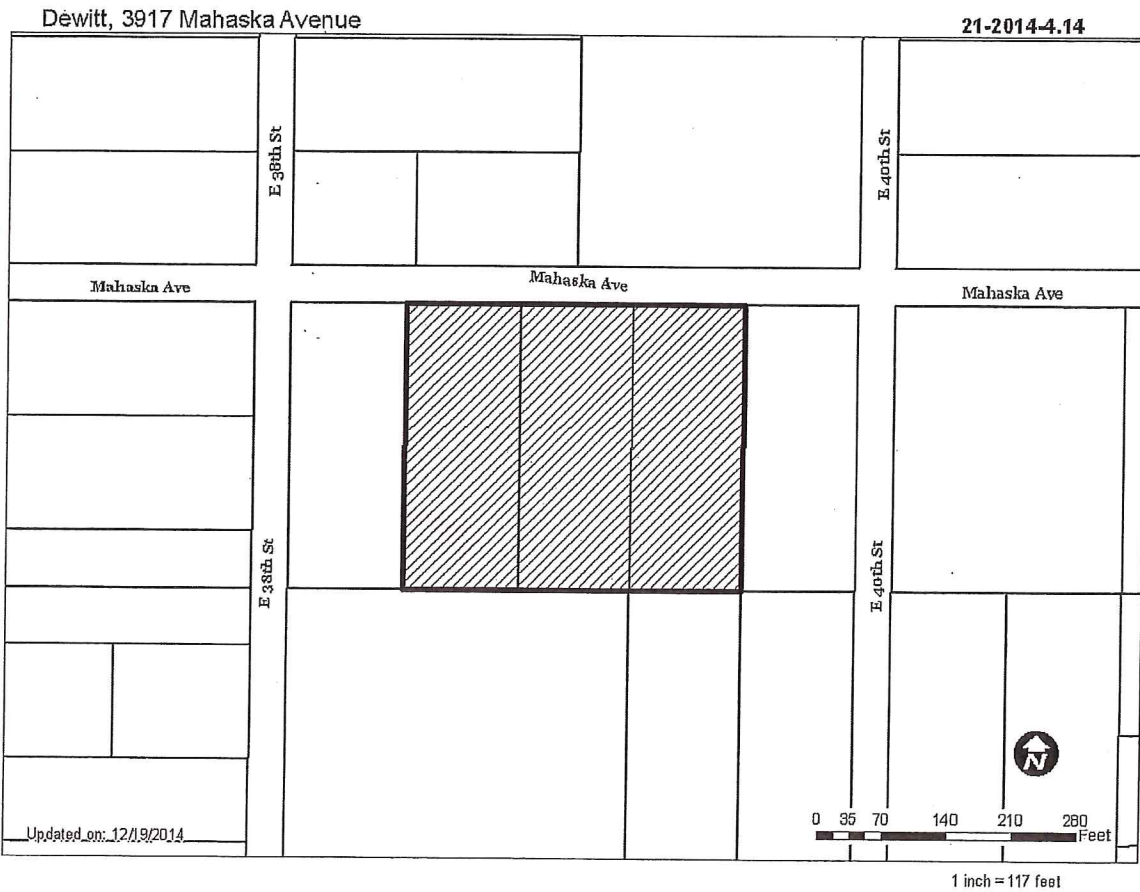 Dewitt, 3917 Mahaska Avenue
21-2014-4.14
E 38th St
E 40th St
Mahaska Ave
Mahaska Ave
Mahaska Ave
E 38th St
E 40th St
N
0 35 70 140 210 280
Feet
Updated on: 12/19/2014
1 inch = 117 feet